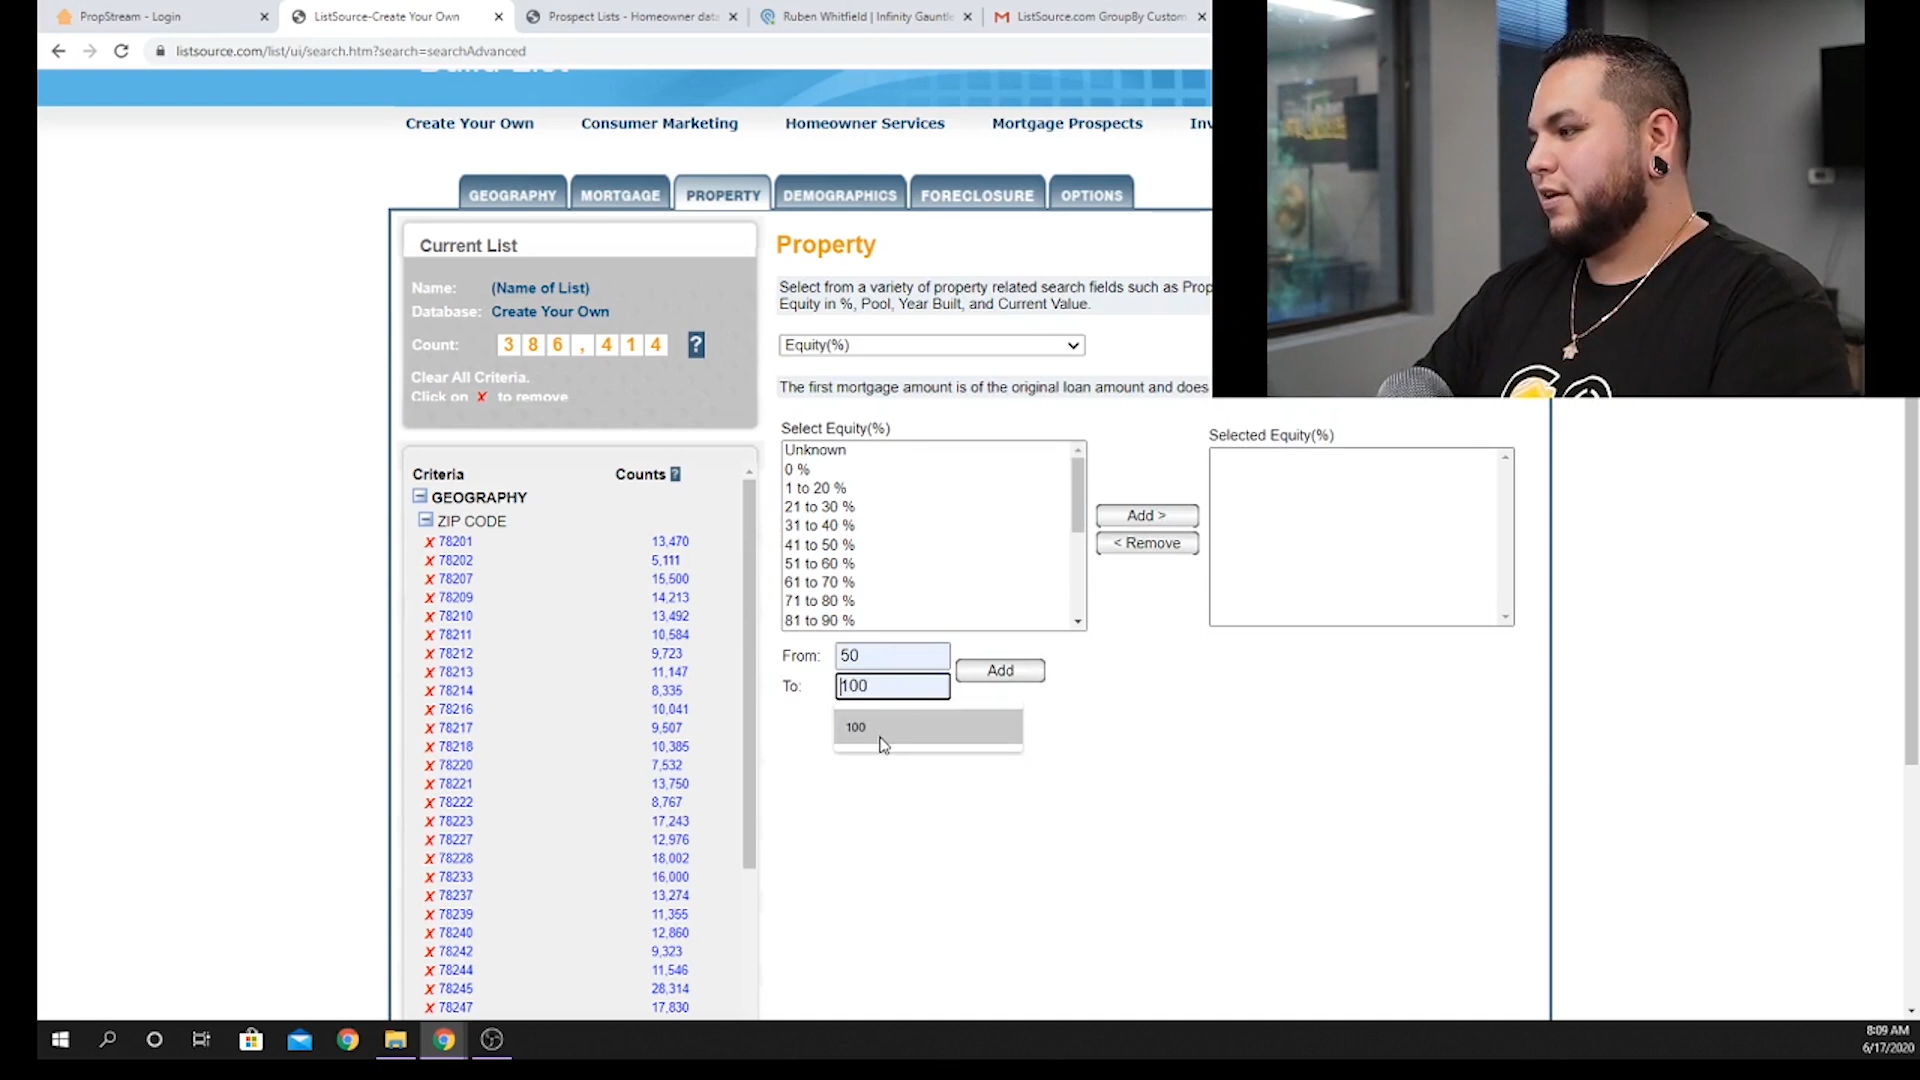 PropStream - Login
ListSource-Create Your Own
Prospect Lists - Homeowner data
Ruben Whitfield | Infinity Gauntle
ListSource.com GroupBy Custom
listsource.com/list/ui/search.htm?search=searchAdvanced
Build List
Create Your Own
Consumer Marketing
Homeowner Services
Mortgage Prospects
Inv
GEOGRAPHY
MORTGAGE
PROPERTY
DEMOGRAPHICS
FORECLOSURE
OPTIONS
Current List
Name: (Name of List)
Database: Create Your Own
Count: 386,414 ?
Clear All Criteria.
Click on X to remove
Property
Select from a variety of property related search fields such as Prop
Equity in %, Pool, Year Built, and Current Value.
Equity(%)
The first mortgage amount is of the original loan amount and does
Select Equity(%)
Unknown
0 %
1 to 20 %
21 to 30 %
31 to 40 %
41 to 50 %
51 to 60 %
61 to 70 %
71 to 80 %
81 to 90 %
Add >
< Remove
Selected Equity(%)
From: 50
To: 100
Add
100
Criteria Counts ?
GEOGRAPHY
ZIP CODE
X 78201 13,470
X 78202 5,111
X 78207 15,500
X 78209 14,213
X 78210 13,492
X 78211 10,584
X 78212 9,723
X 78213 11,147
X 78214 8,335
X 78216 10,041
X 78217 9,507
X 78218 10,385
X 78220 7,532
X 78221 13,750
X 78222 8,767
X 78223 17,243
X 78227 12,976
X 78228 18,002
X 78233 16,000
X 78237 13,274
X 78239 11,355
X 78240 12,860
X 78242 9,323
X 78244 11,546
X 78245 28,314
X 78247 17,830
8:09 AM
6/17/2020